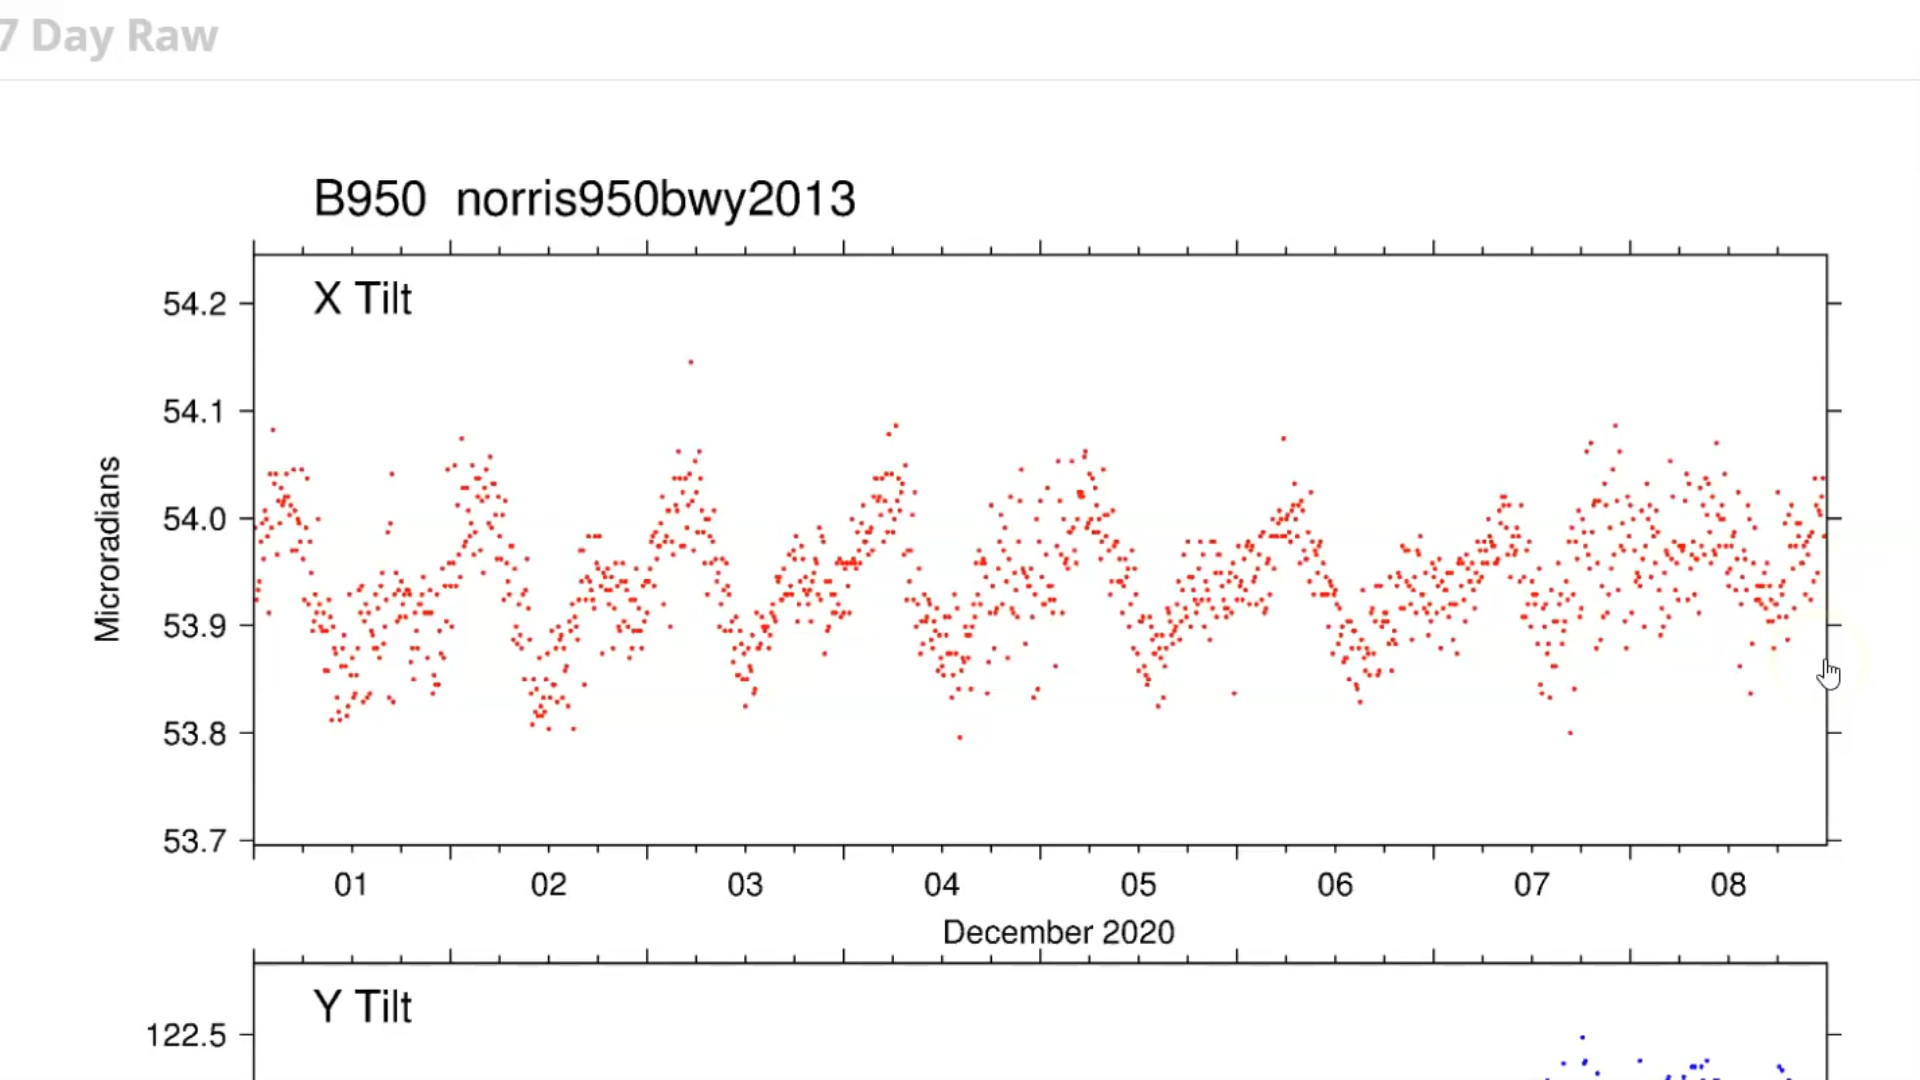 7 Day Raw
B950 norris950bwy2013
X Tilt
54.2
54.1
54.0
53.9
53.8
53.7
Microradians
01 02 03 04 05 06 07 08
December 2020
Y Tilt
122.5